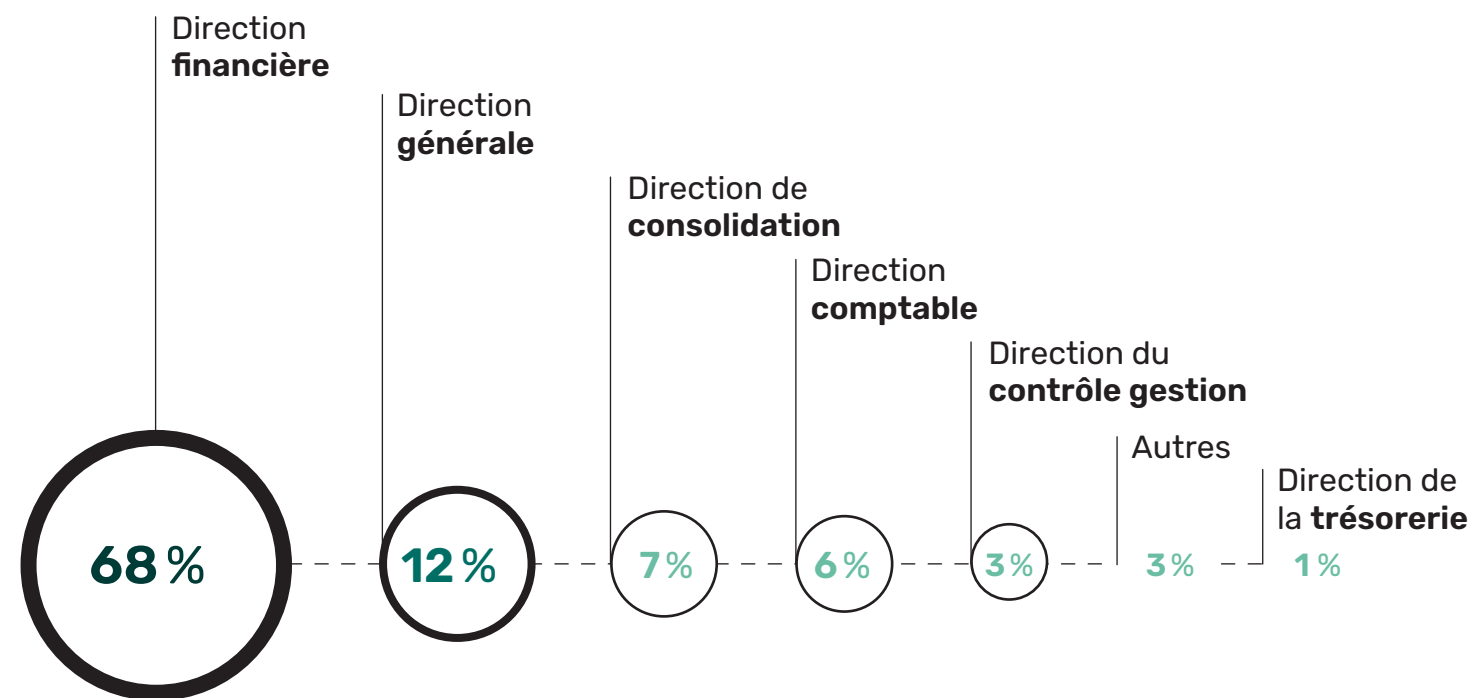 Direction
financière
Direction
générale
Direction de
consolidation
Direction
comptable
Direction du
contrôle gestion
Autres
Direction de
la trésorerie
68 %
12 %
7 %
6 %
3 %
3 %
1 %